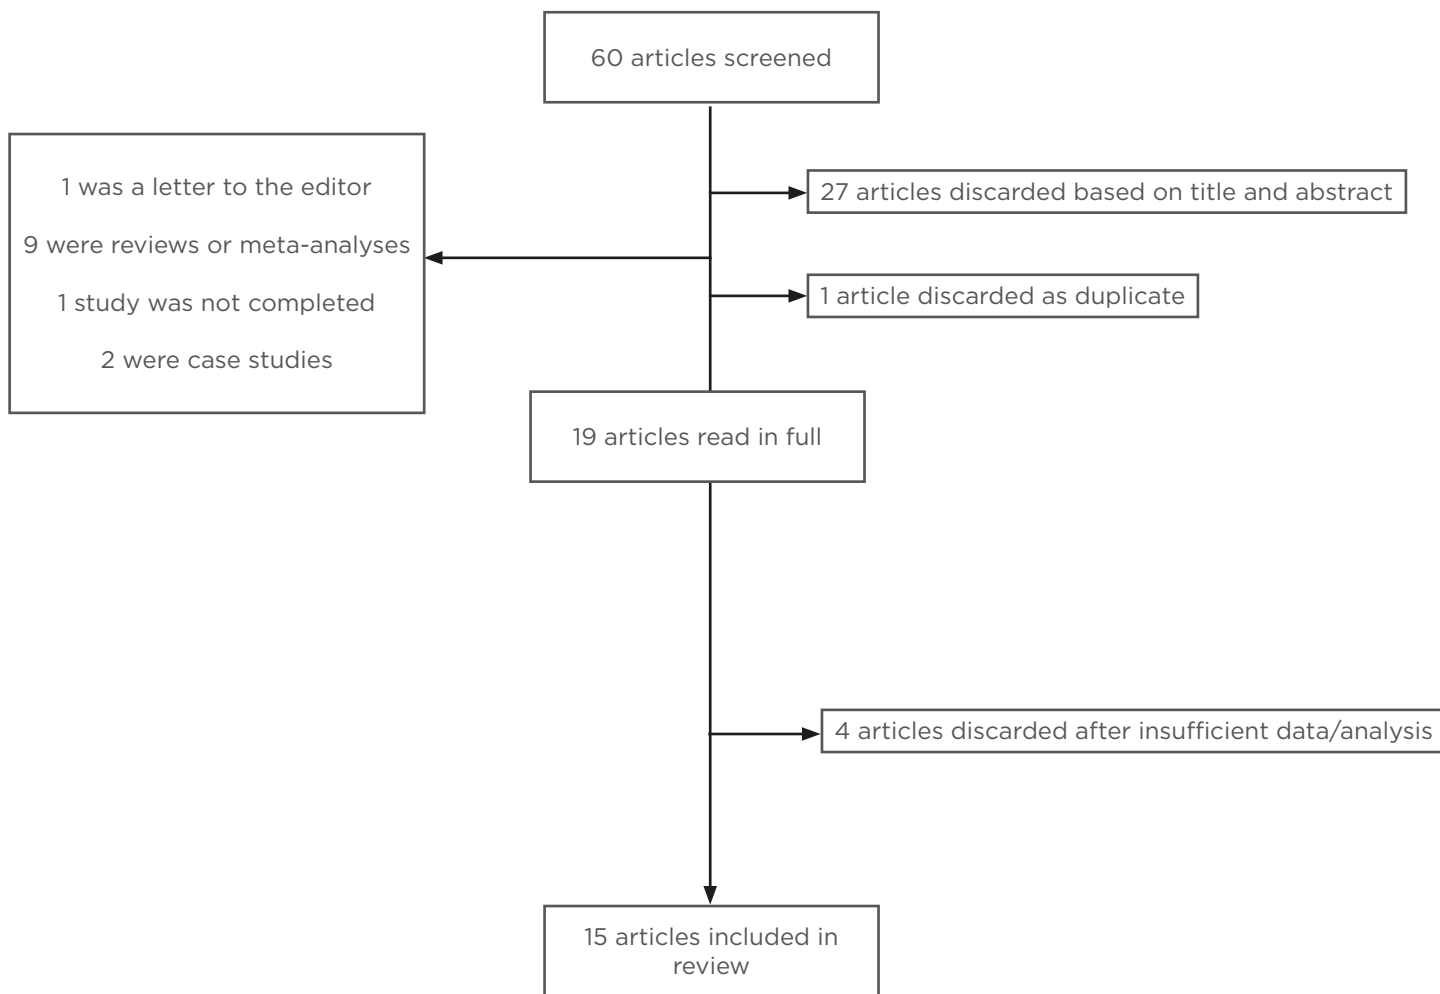 60 articles screened
1 was a letter to the editor
9 were reviews or meta-analyses
1 study was not completed
2 were case studies
27 articles discarded based on title and abstract
1 article discarded as duplicate
19 articles read in full
4 articles discarded after insufficient data/analysis
15 articles included in
review